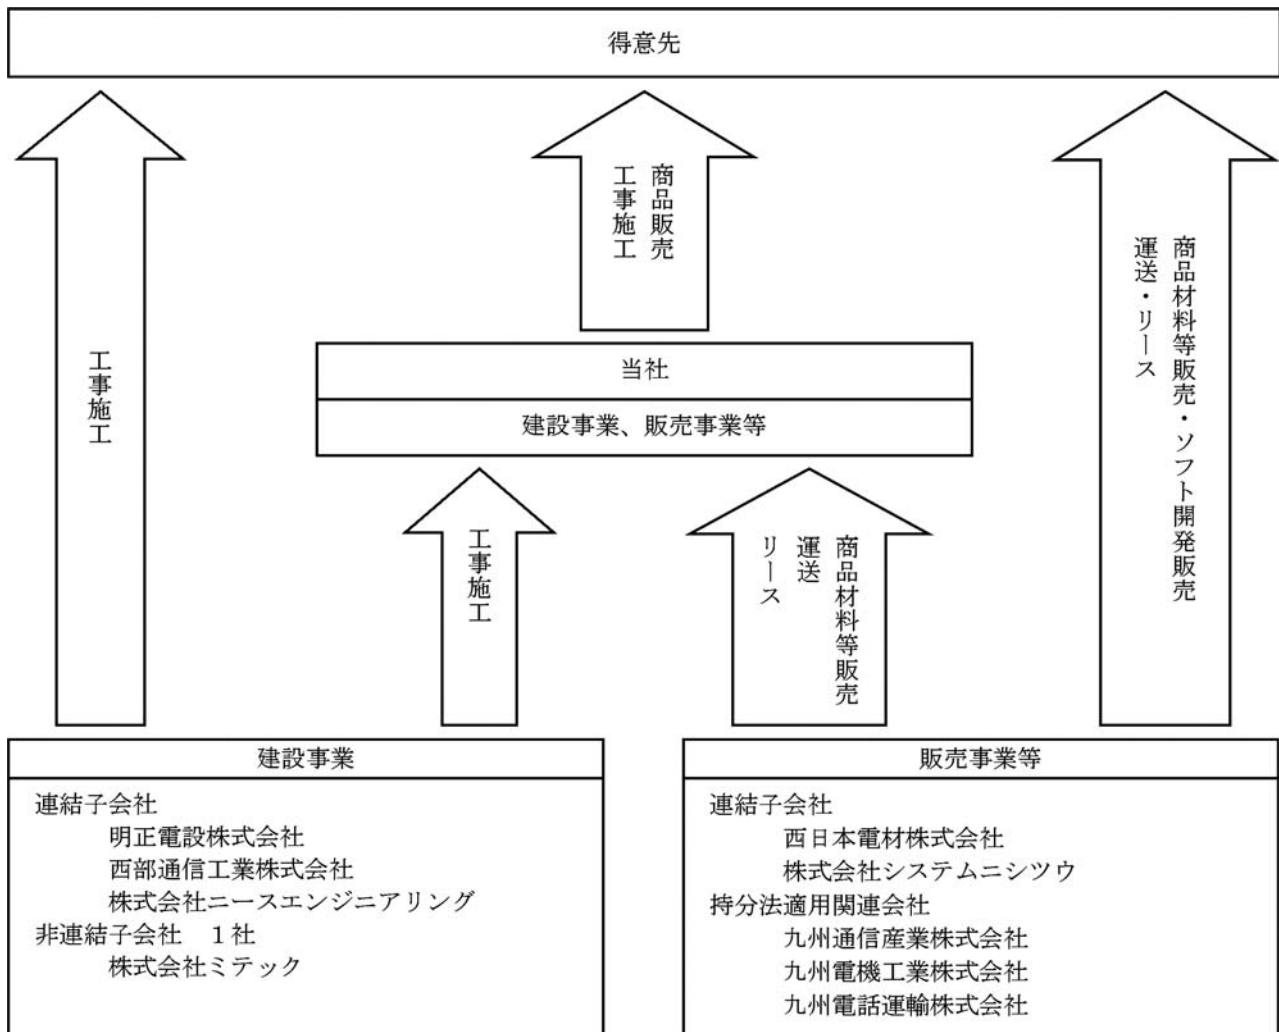 得意先
工事施工
商品販売
工事施工
商品材料等販売・ソフト開発販売
運送・リース
当社
建設事業、販売事業等
工事施工
商品材料等販売
運送
リース
建設事業
連結子会社
明正電設株式会社
西部通信工業株式会社
株式会社ニースエンジニアリング
非連結子会社　１社
株式会社ミテック
販売事業等
連結子会社
西日本電材株式会社
株式会社システムニシツウ
持分法適用関連会社
九州通信産業株式会社
九州電機工業株式会社
九州電話運輸株式会社